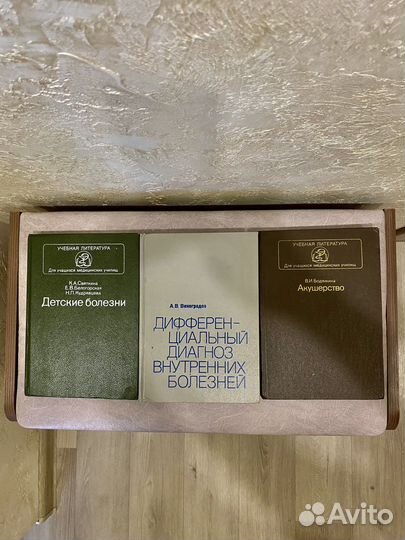 УЧЕБНАЯ ЛИТЕРАТУРА
Для учащихся медицинских училищ
К.А.Святкина
Е.В.Белогорская
Н.П.Кудрявцева
Детские болезни
А.В.Виноградов
ДИФФЕРЕН-
ЦИАЛЬНЫЙ
ДИАГНОЗ
ВНУТРЕННИХ
БОЛЕЗНЕЙ
УЧЕБНАЯ ЛИТЕРАТУРА
Для учащихся медицинских училищ
В.И.Бодяжина
Акушерство
Avito